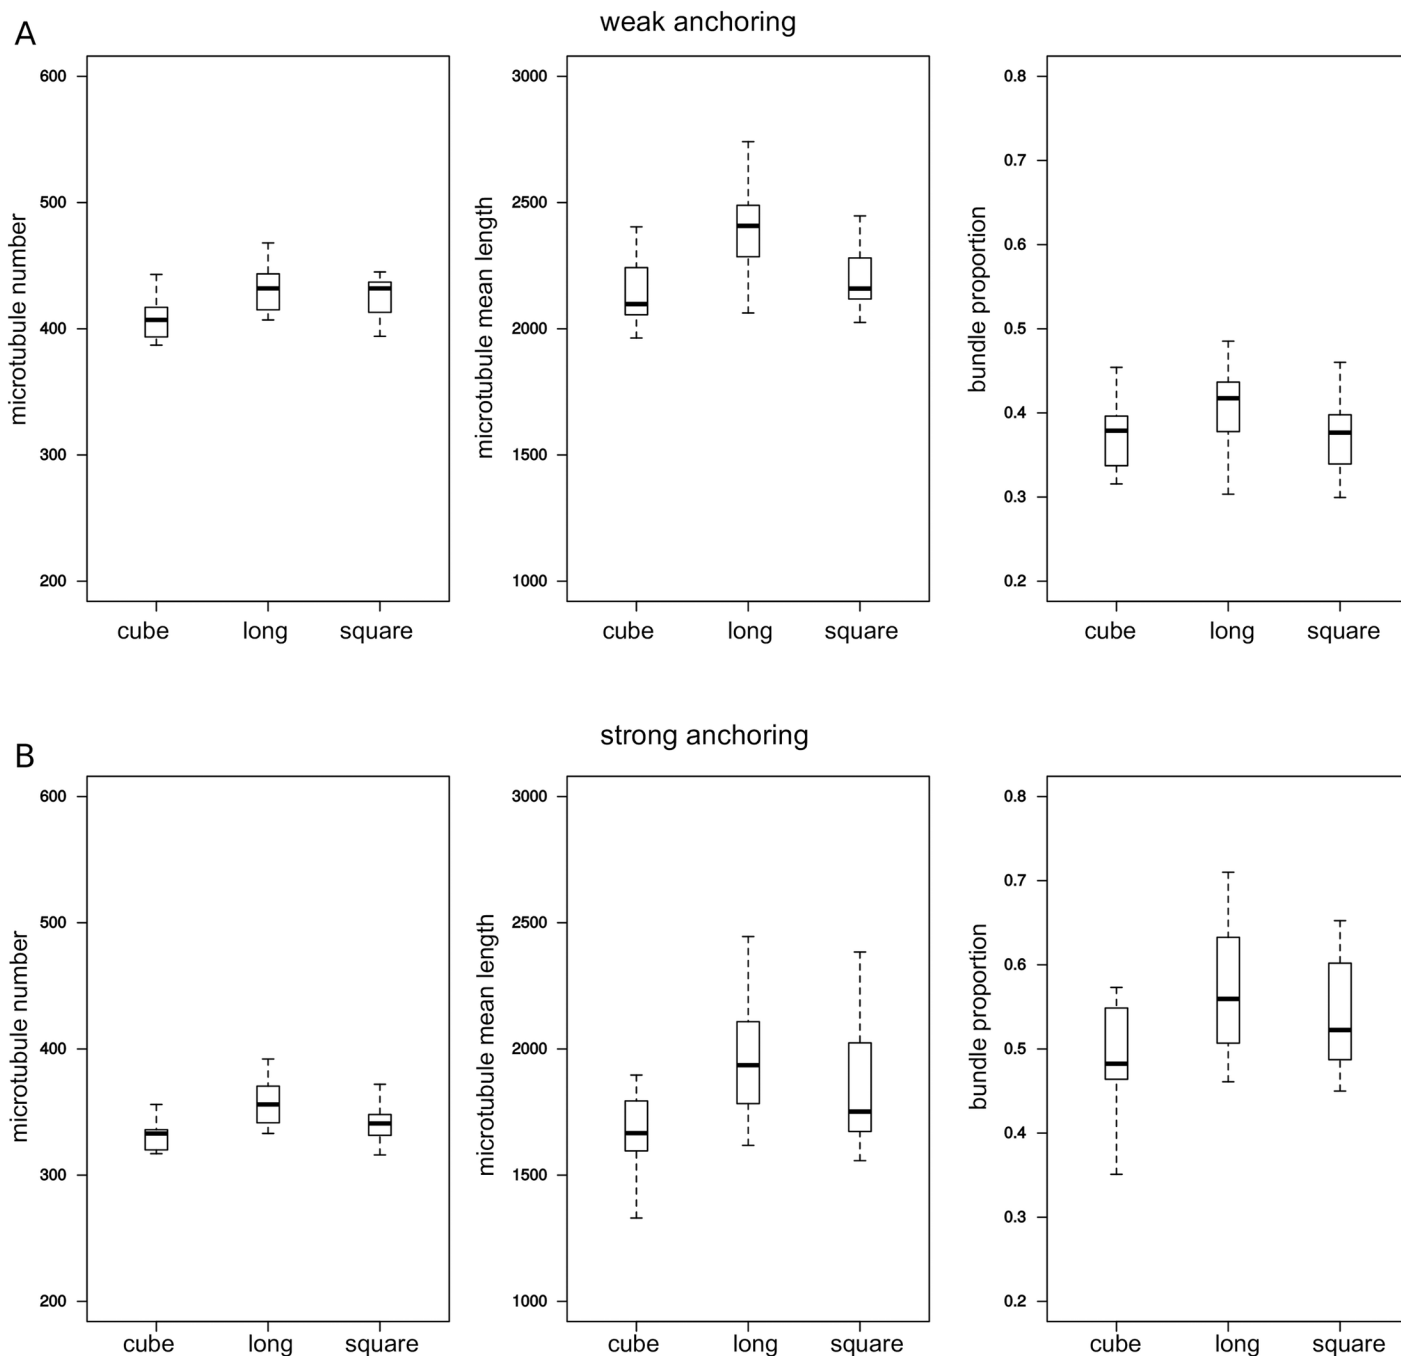 A
weak anchoring
microtubule number
600
500
400
300
200
cube long square
microtubule mean length
3000
2500
2000
1500
1000
cube long square
bundle proportion
0.8
0.7
0.6
0.5
0.4
0.3
0.2
cube long square
B
strong anchoring
microtubule number
600
500
400
300
200
cube long square
microtubule mean length
3000
2500
2000
1500
1000
cube long square
bundle proportion
0.8
0.7
0.6
0.5
0.4
0.3
0.2
cube long square